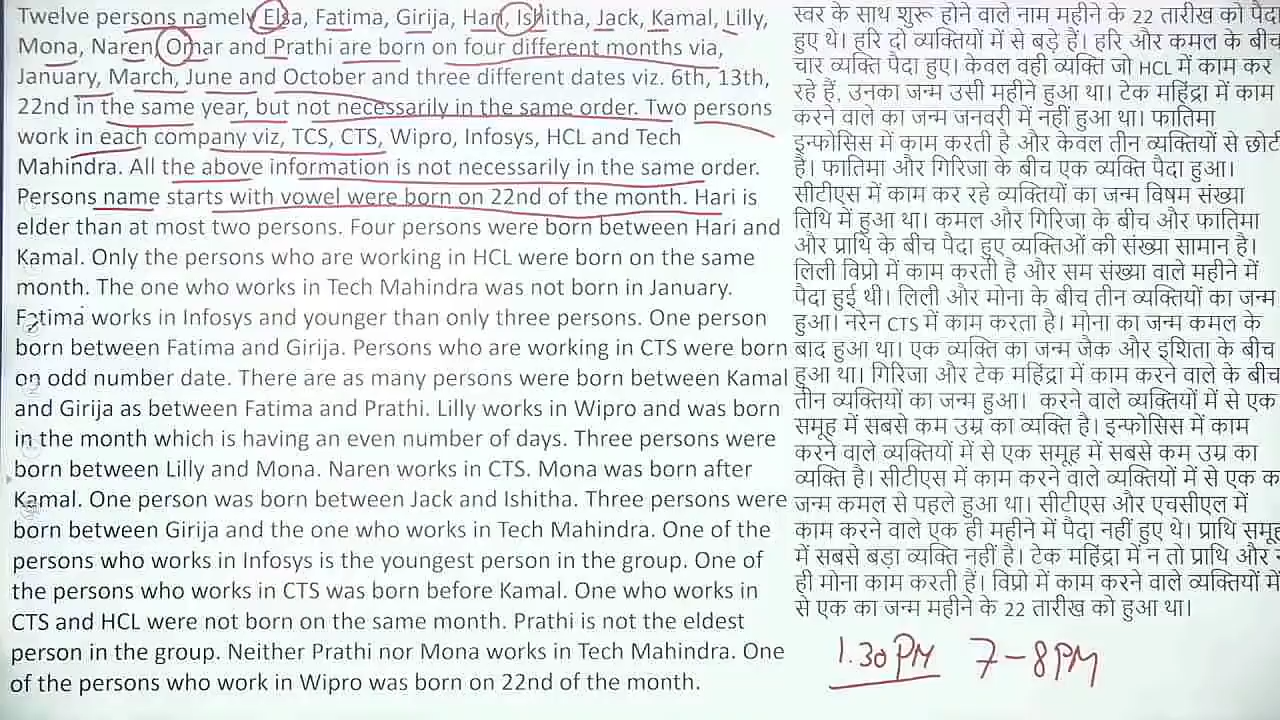 Twelve persons namely Elsa, Fatima, Girija, Hari, Ishitha, Jack, Kamal, Lilly,
Mona, Naren, Omar and Prathi are born on four different months via,
January, March, June and October and three different dates viz. 6th, 13th,
22nd in the same year, but not necessarily in the same order. Two persons
work in each company viz, TCS, CTS, Wipro, Infosys, HCL and Tech
Mahindra. All the above information is not necessarily in the same order.
Persons name starts with vowel were born on 22nd of the month. Hari is
elder than at most two persons. Four persons were born between Hari and
Kamal. Only the persons who are working in HCL were born on the same
month. The one who works in Tech Mahindra was not born in January.
Fatima works in Infosys and younger than only three persons. One person
born between Fatima and Girija. Persons who are working in CTS were born
on odd number date. There are as many persons were born between Kamal
and Girija as between Fatima and Prathi. Lilly works in Wipro and was born
in the month which is having an even number of days. Three persons were
born between Lilly and Mona. Naren works in CTS. Mona was born after
Kamal. One person was born between Jack and Ishitha. Three persons were
born between Girija and the one who works in Tech Mahindra. One of the
persons who works in Infosys is the youngest person in the group. One of
the persons who works in CTS was born before Kamal. One who works in
CTS and HCL were not born on the same month. Prathi is not the eldest
person in the group. Neither Prathi nor Mona works in Tech Mahindra. One
of the persons who work in Wipro was born on 22nd of the month.
स्वर के साथ शुरू होने वाले नाम महीने के 22 तारीख को पैदा
हुए थे। हरि दो व्यक्तियों में से बड़े हैं। हरि और कमल के बीच
चार व्यक्ति पैदा हुए। केवल वही व्यक्ति जो HCL में काम कर
रहे हैं, उनका जन्म उसी महीने हुआ था। टेक महिंद्रा में काम
करने वाले का जन्म जनवरी में नहीं हुआ था। फातिमा
इन्फोसिस में काम करती है और केवल तीन व्यक्तियों से छोटी
है। फातिमा और गिरिजा के बीच एक व्यक्ति पैदा हुआ।
सीटीएस में काम कर रहे व्यक्तियों का जन्म विषम संख्या
तिथि में हुआ था। कमल और गिरिजा के बीच और फातिमा
और प्राथि के बीच पैदा हुए व्यक्तिओं की संख्या सामान है।
लिली विप्रो में काम करती है और सम संख्या वाले महीने में
पैदा हुई थी। लिली और मोना के बीच तीन व्यक्तियों का जन्म
हुआ। नरेन CTS में काम करता है। मोना का जन्म कमल के
बाद हुआ था। एक व्यक्ति का जन्म जैक और इशिता के बीच
हुआ था। गिरिजा और टेक महिंद्रा में काम करने वाले के बीच
तीन व्यक्तियों का जन्म हुआ। करने वाले व्यक्तियों में से एक
समूह में सबसे कम उम्र का व्यक्ति है। इन्फोसिस में काम
करने वाले व्यक्तियों में से एक समूह में सबसे कम उम्र का
व्यक्ति है। सीटीएस में काम करने वाले व्यक्तियों में से एक
जन्म कमल से पहले हुआ था। सीटीएस और एचसीएल में
काम करने वाले एक ही महीने में पैदा नहीं हुए थे। प्राथि समूह
में सबसे बड़ा व्यक्ति नहीं है। टेक महिंद्रा में न तो प्राथि और
ही मोना काम करती हैं। विप्रो में काम करने वाले व्यक्तियों में
से एक का जन्म महीने के 22 तारीख को हुआ था।
1.30PM 7-8PM